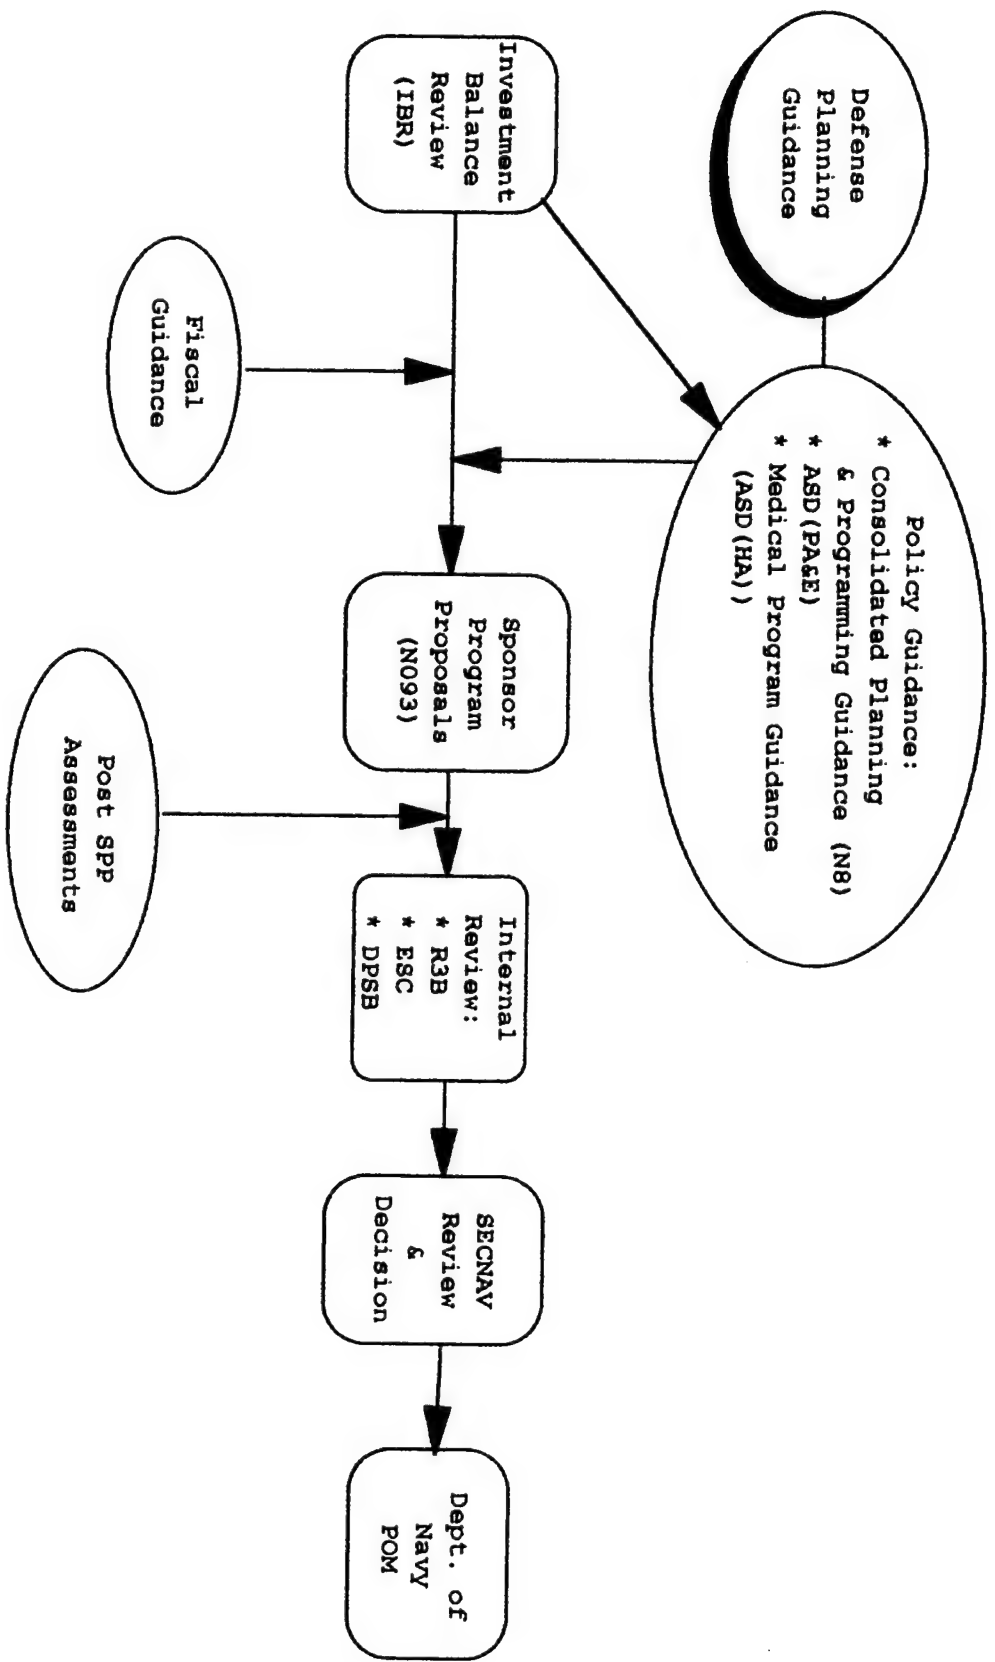 Defense
Planning
Guidance
Policy Guidance:
* Consolidated Planning
& Programming Guidance (N8)
* ASD(PA&E)
* Medical Program Guidance
(ASD(HA))
Investment
Balance
Review
(IBR)
Sponsor
Program
Proposals
(N093)
Internal
Review:
* R3B
* ESC
* DPSB
SECNAV
Review
&
Decision
Dept. of
Navy
POM
Fiscal
Guidance
Post SPP
Assessments